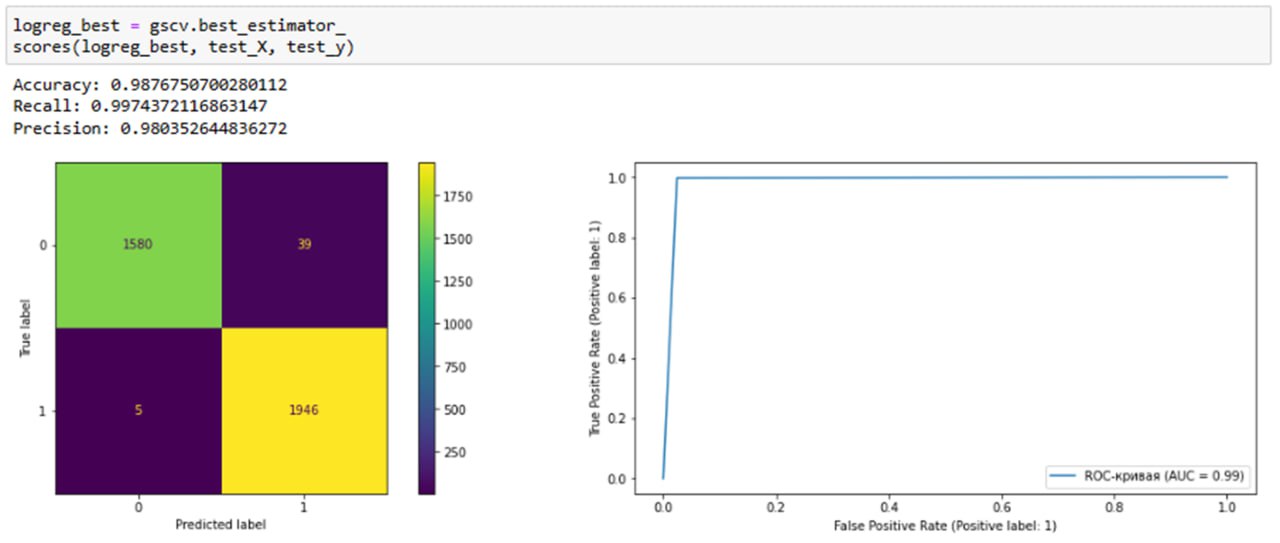 logreg_best = gscv.best_estimator_
scores(logreg_best, test_X, test_y)
Accuracy: 0.9876750700280112
Recall: 0.9974372116863147
Precision: 0.980352644836272
0
1
True label
1580
39
5
1946
0
1
Predicted label
1750
1500
1250
1000
750
500
250
True Positive Rate (Positive label: 1)
1.0
0.8
0.6
0.4
0.2
0.0
ROC-кривая (AUC = 0.99)
0.0
0.2
0.4
0.6
0.8
1.0
False Positive Rate (Positive label: 1)